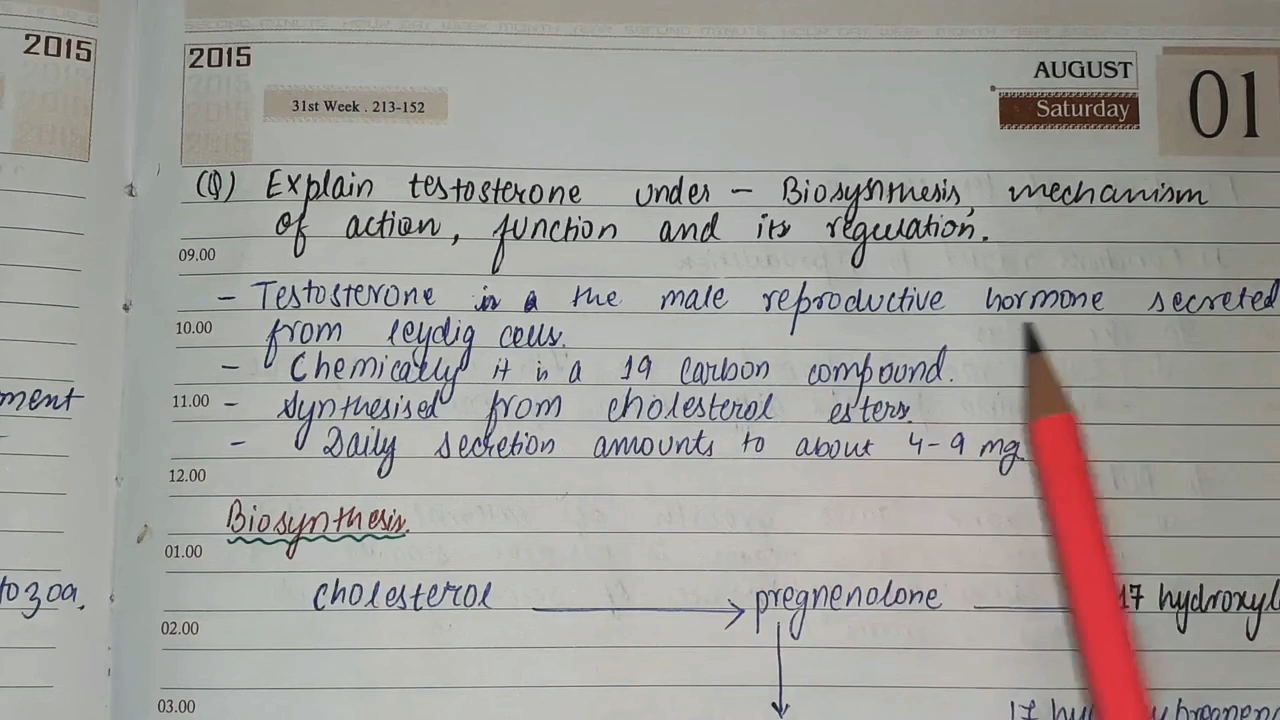 2015
2015
31st Week . 213-152
AUGUST
Saturday
01
(Q) Explain testosterone under - Biosynthesis, mechanism
of action, function and its regulation.
09.00
- Testosterone is a the male reproductive hormone secreted
10.00
from leydig cells.
- Chemically it is a 19 carbon compound.
ment
11.00
- Synthesised from cholesterol esters.
- Daily secretion amounts to about 4-9 mg
12.00
Biosynthesis
01.00
tozoa.
cholesterol → pregnenolone 17 hydroxyl
02.00
03.00
17